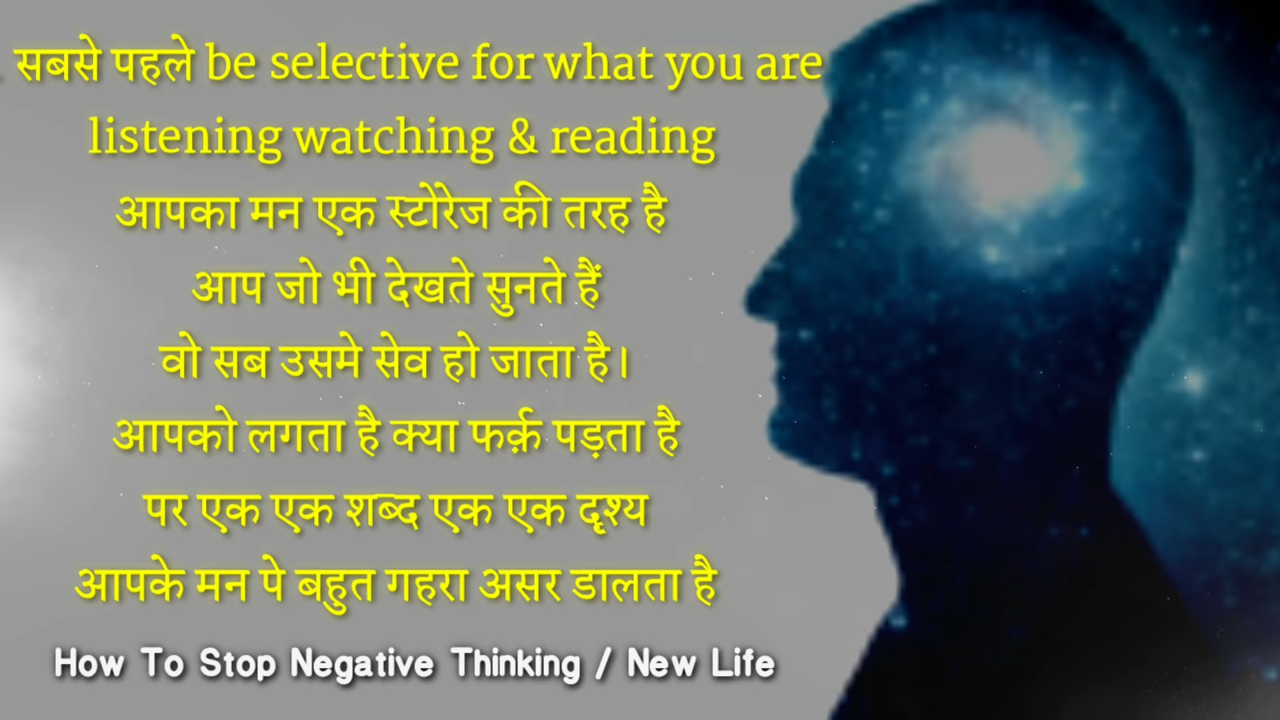 सबसे पहले be selective for what you are
listening watching & reading
आपका मन एक स्टोरेज की तरह है
आप जो भी देखते सुनते हैं
वो सब उसमे सेव हो जाता है।
आपको लगता है क्या फर्क़ पड़ता है
पर एक एक शब्द एक एक दृश्य
आपके मन पे बहुत गहरा असर डालता है
How To Stop Negative Thinking / New Life